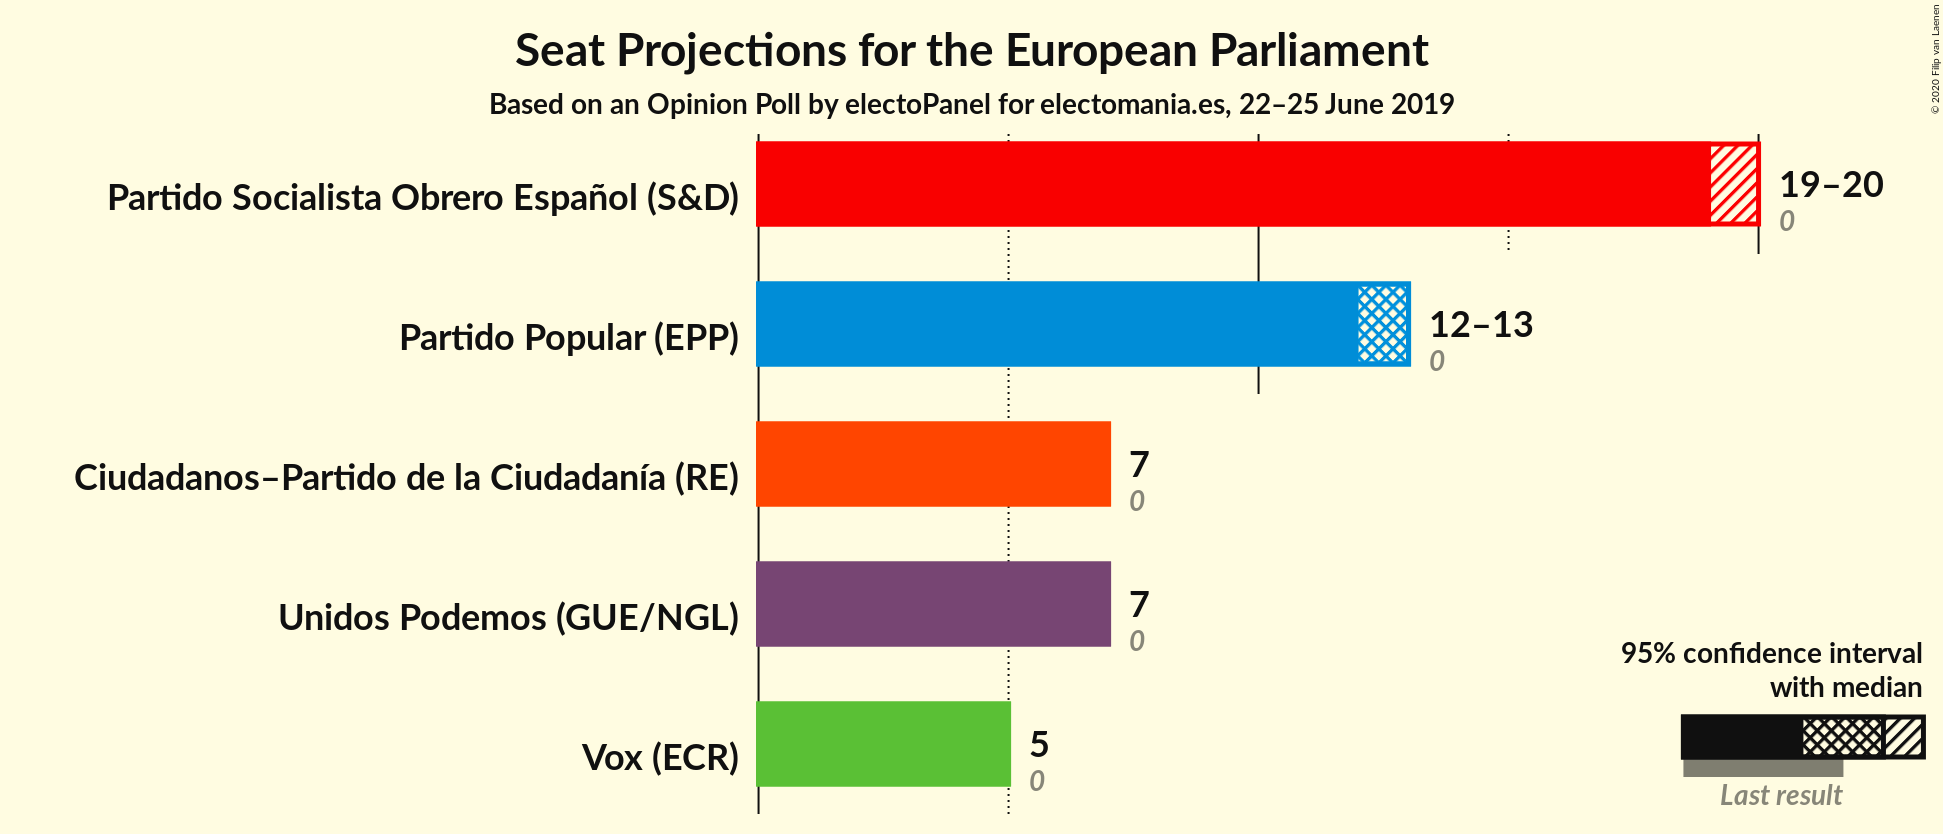 Seat Projections for the European Parliament
Based on an Opinion Poll by electoPanel for electomania.es, 22–25 June 2019
© 2020 Filip van Laenen
Partido Socialista Obrero Español (S&D)
19–20
0
Partido Popular (EPP)
12–13
0
Ciudadanos–Partido de la Ciudadanía (RE)
7
0
Unidos Podemos (GUE/NGL)
7
0
Vox (ECR)
5
0
95% confidence interval
with median
Last result